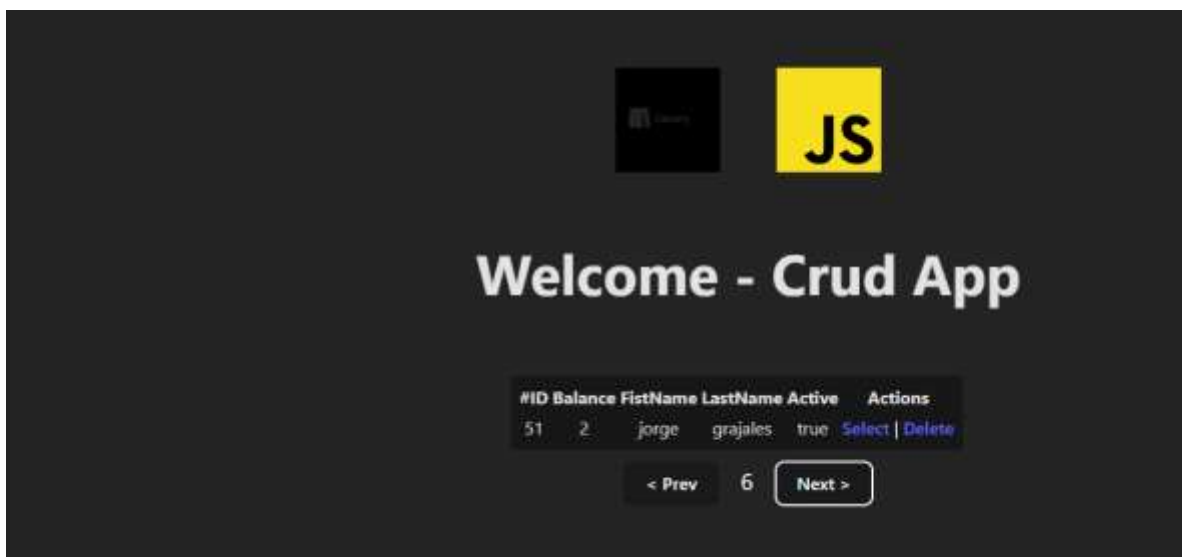 JS
Welcome - Crud App
#ID Balance FistName LastName Active Actions
51 2 jorge grajales true Select | Delete
< Prev 6 Next >